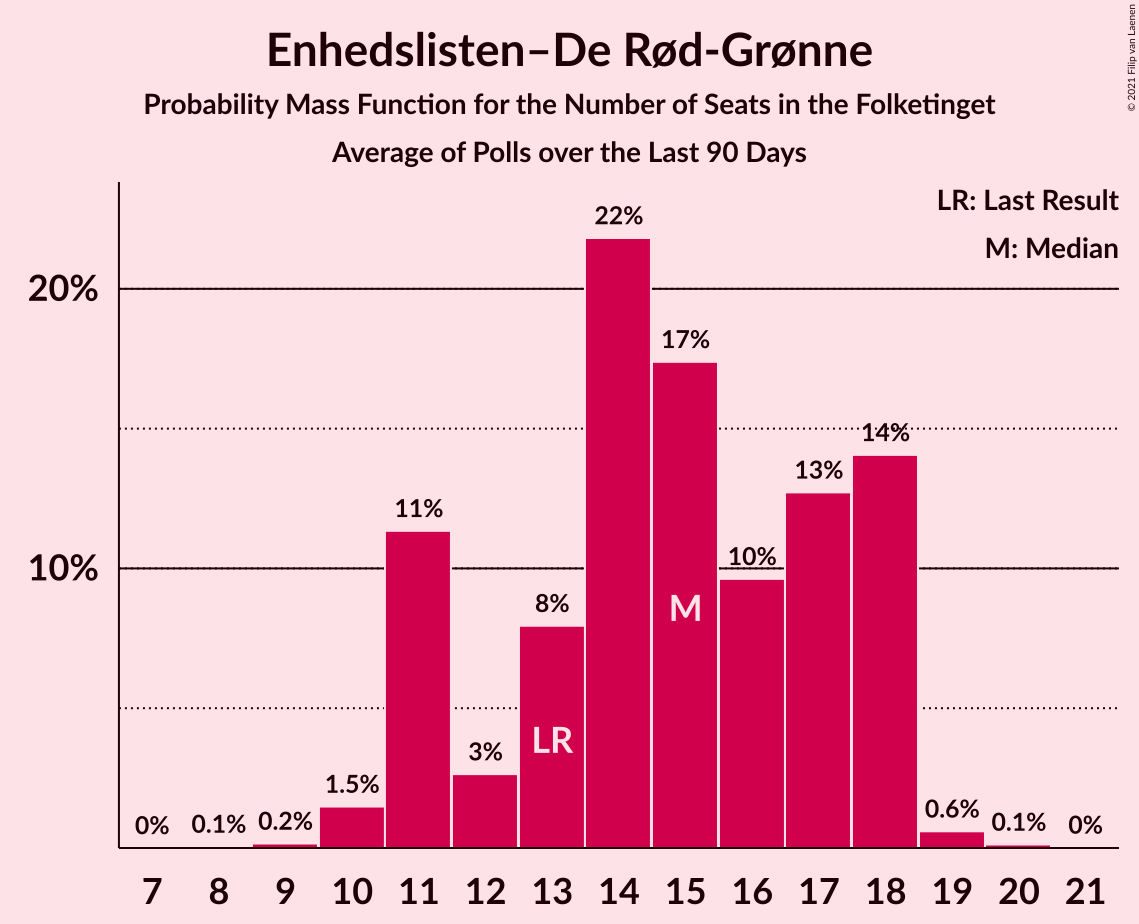 Enhedslisten–De Rød-Grønne
Probability Mass Function for the Number of Seats in the Folketinget
Average of Polls over the Last 90 Days
© 2021 Filip van Laenen
LR: Last Result
M: Median
20%
10%
0%
0.1%
0.2%
1.5%
11%
3%
8%
22%
17%
10%
13%
14%
0.6%
0.1%
0%
LR
M
7 8 9 10 11 12 13 14 15 16 17 18 19 20 21